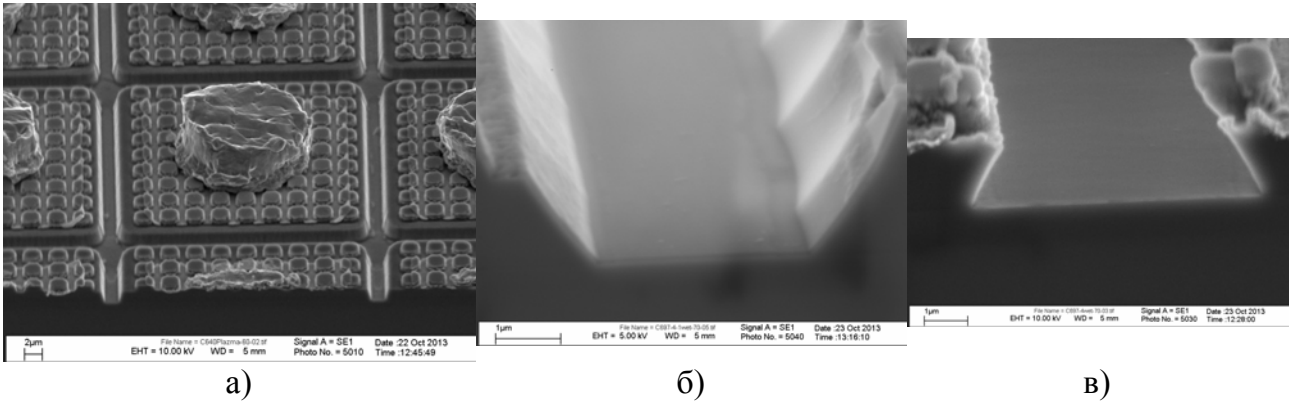 2µm
EHT = 10.00 kV
WD = 5 mm
File Name = C640Plazma-60-02.tif
Signal A = SE1
Photo No. = 5010
Date :22 Oct 2013
Time :12:45:49
1µm
EHT = 5.00 kV
WD = 5 mm
Signal A = SE1
Photo No. = 5040
Date :23 Oct 2013
Time :13:16:10
1µm
EHT = 10.00 kV
WD = 5 mm
Signal A = SE1
Photo No. = 5030
Date :23 Oct 2013
Time :12:28:00
а)
б)
в)